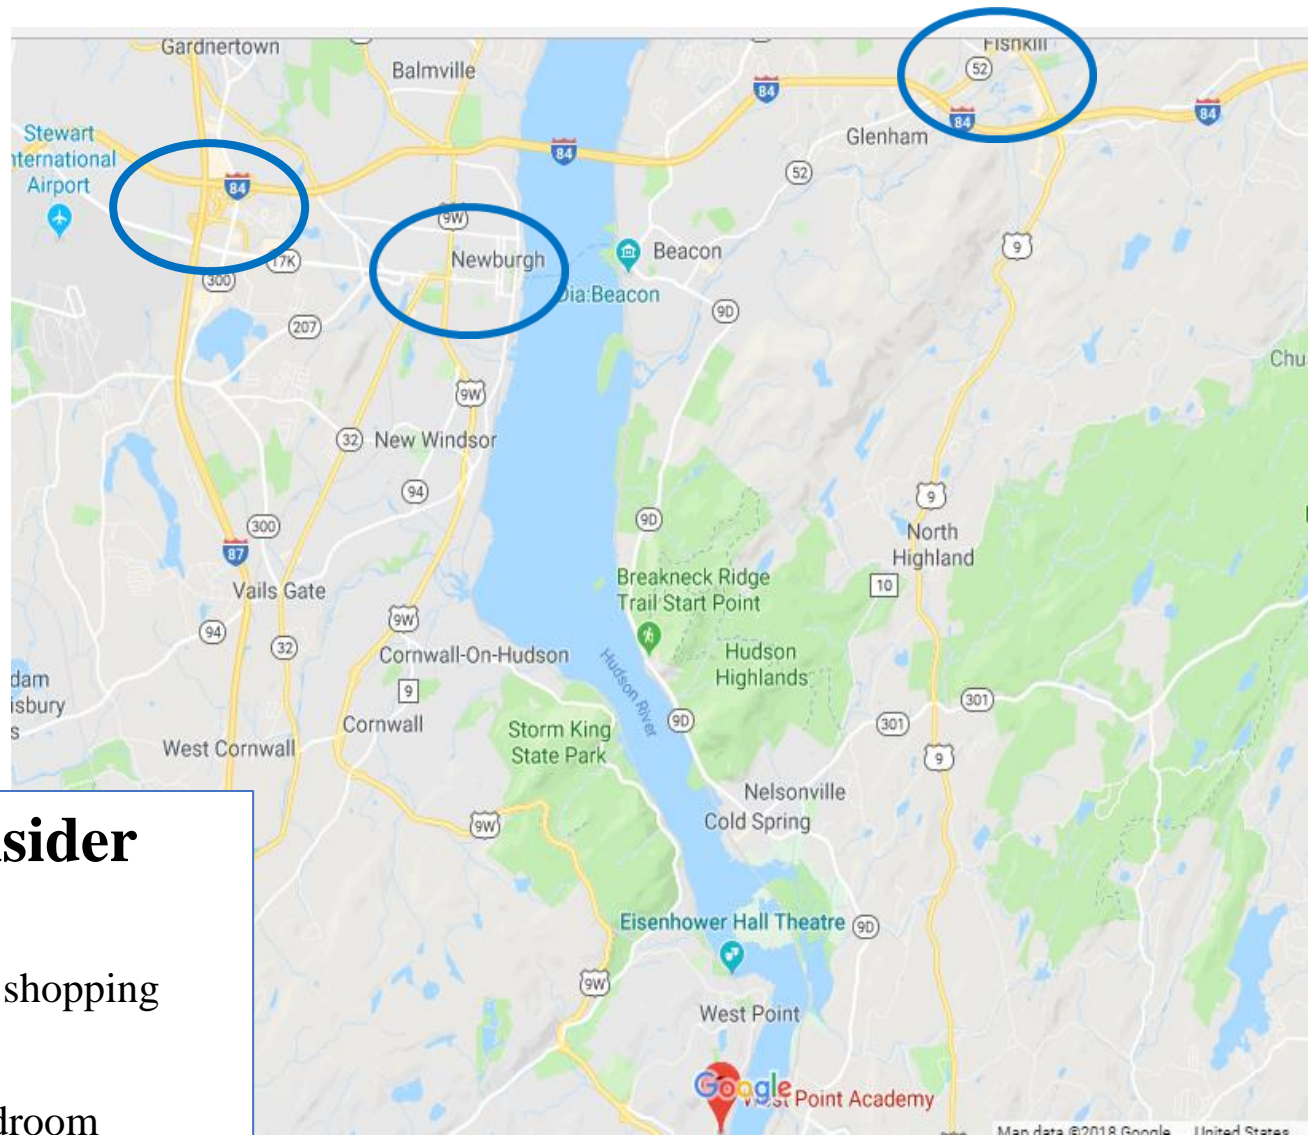 Gardnertown
Balmville
Fishkill
52
84
84
84
Glenham
Stewart
nternational
Airport
84
84
52
9W
9
Newburgh
Beacon
17K
300
Dia:Beacon
9D
207
Chu
9W
32
New Windsor
94
9
9D
300
North
Highland
87
Breakneck Ridge
Trail Start Point
10
Vails Gate
9W
94
32
Cornwall-On-Hudson
Hudson River
Hudson
Highlands
dam
isbury
s
9
301
9D
301
Cornwall
Storm King
State Park
West Cornwall
9
Nelsonville
Cold Spring
9W
sider
Eisenhower Hall Theatre
9D
shopping
9W
West Point
Google
West Point Academy
droom
Map data ©2018 Google
United States